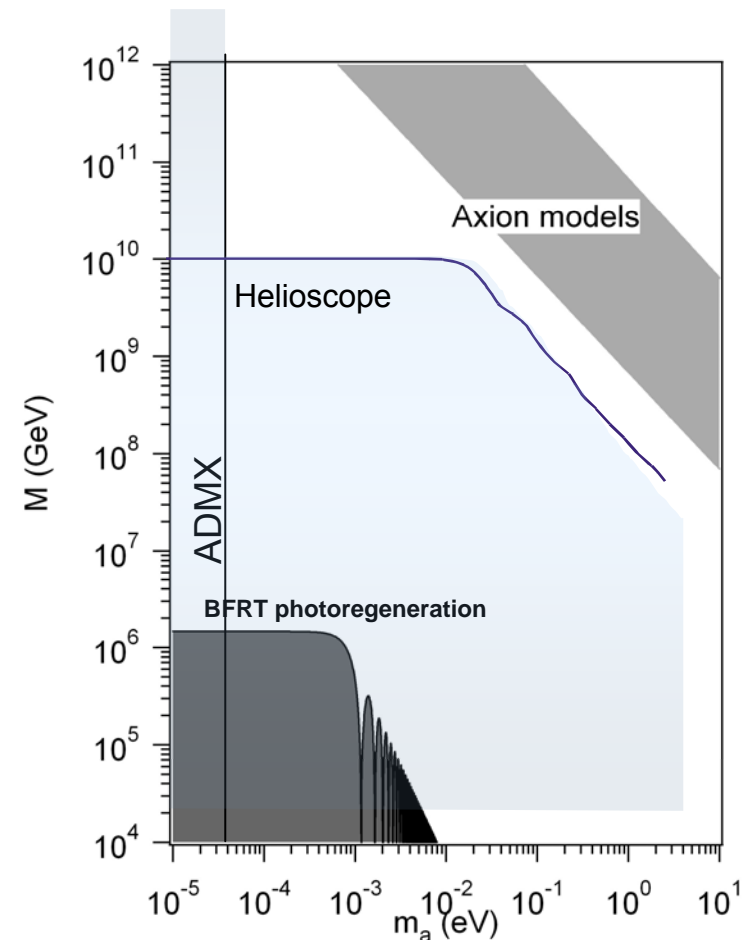 10^12
10^11
10^10
10^9
10^8
10^7
10^6
10^5
10^4
M (GeV)
Axion models
Helioscope
ADMX
BFRT photoregeneration
10^-5 10^-4 10^-3 10^-2 10^-1 10^0 10^1
m_a (eV)